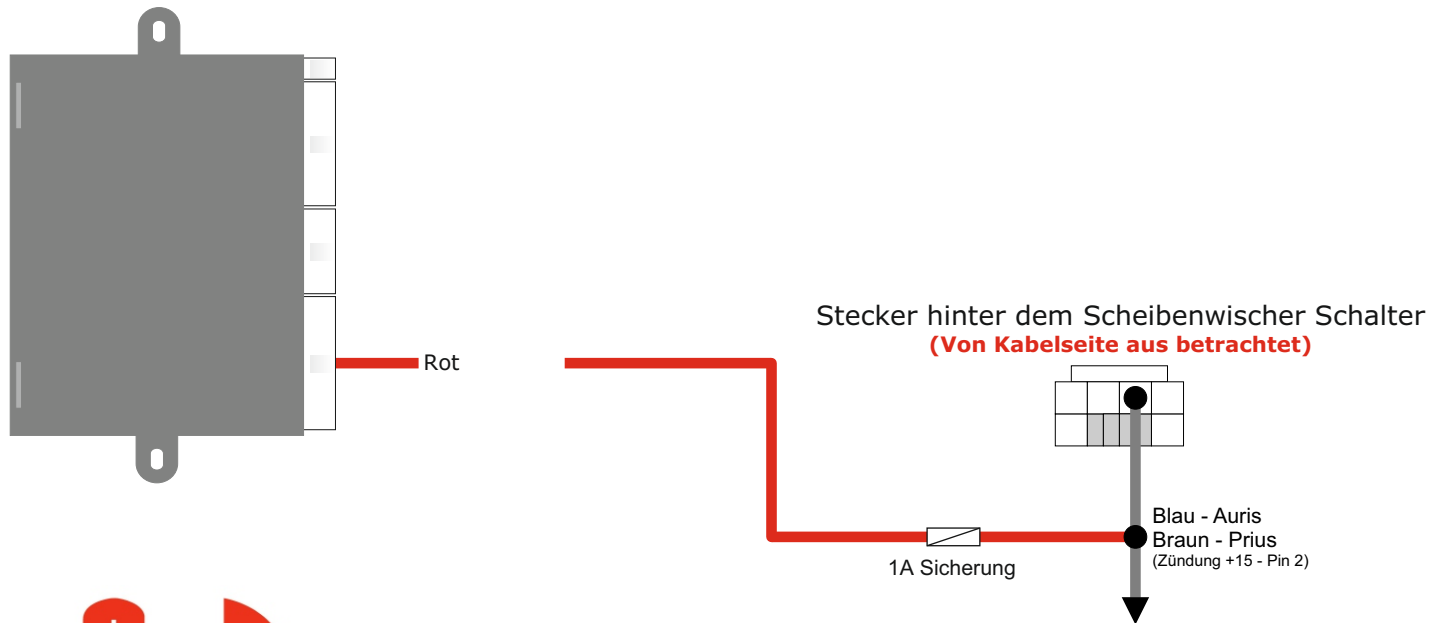 Stecker hinter dem Scheibenwischer Schalter
(Von Kabelseite aus betrachtet)
Rot
Blau - Auris
Braun - Prius
(Zündung +15 - Pin 2)
1A Sicherung